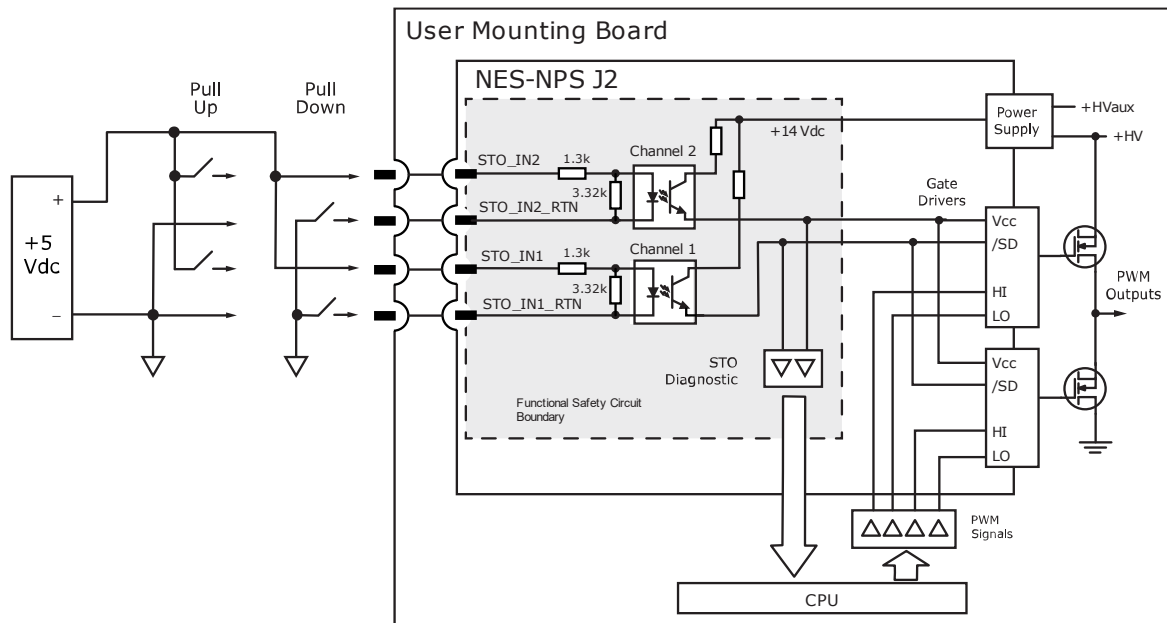 User Mounting Board
NES-NPS J2
Pull
Up
Pull
Down
+5
Vdc
+
–
STO_IN2
1.3k
3.32k
STO_IN2_RTN
Channel 2
STO_IN1
1.3k
3.32k
STO_IN1_RTN
Channel 1
+14 Vdc
Power
Supply
+HVaux
+HV
Gate
Drivers
Vcc
/SD
HI
LO
Vcc
/SD
HI
LO
PWM
Outputs
STO
Diagnostic
Functional Safety Circuit
Boundary
PWM
Signals
CPU